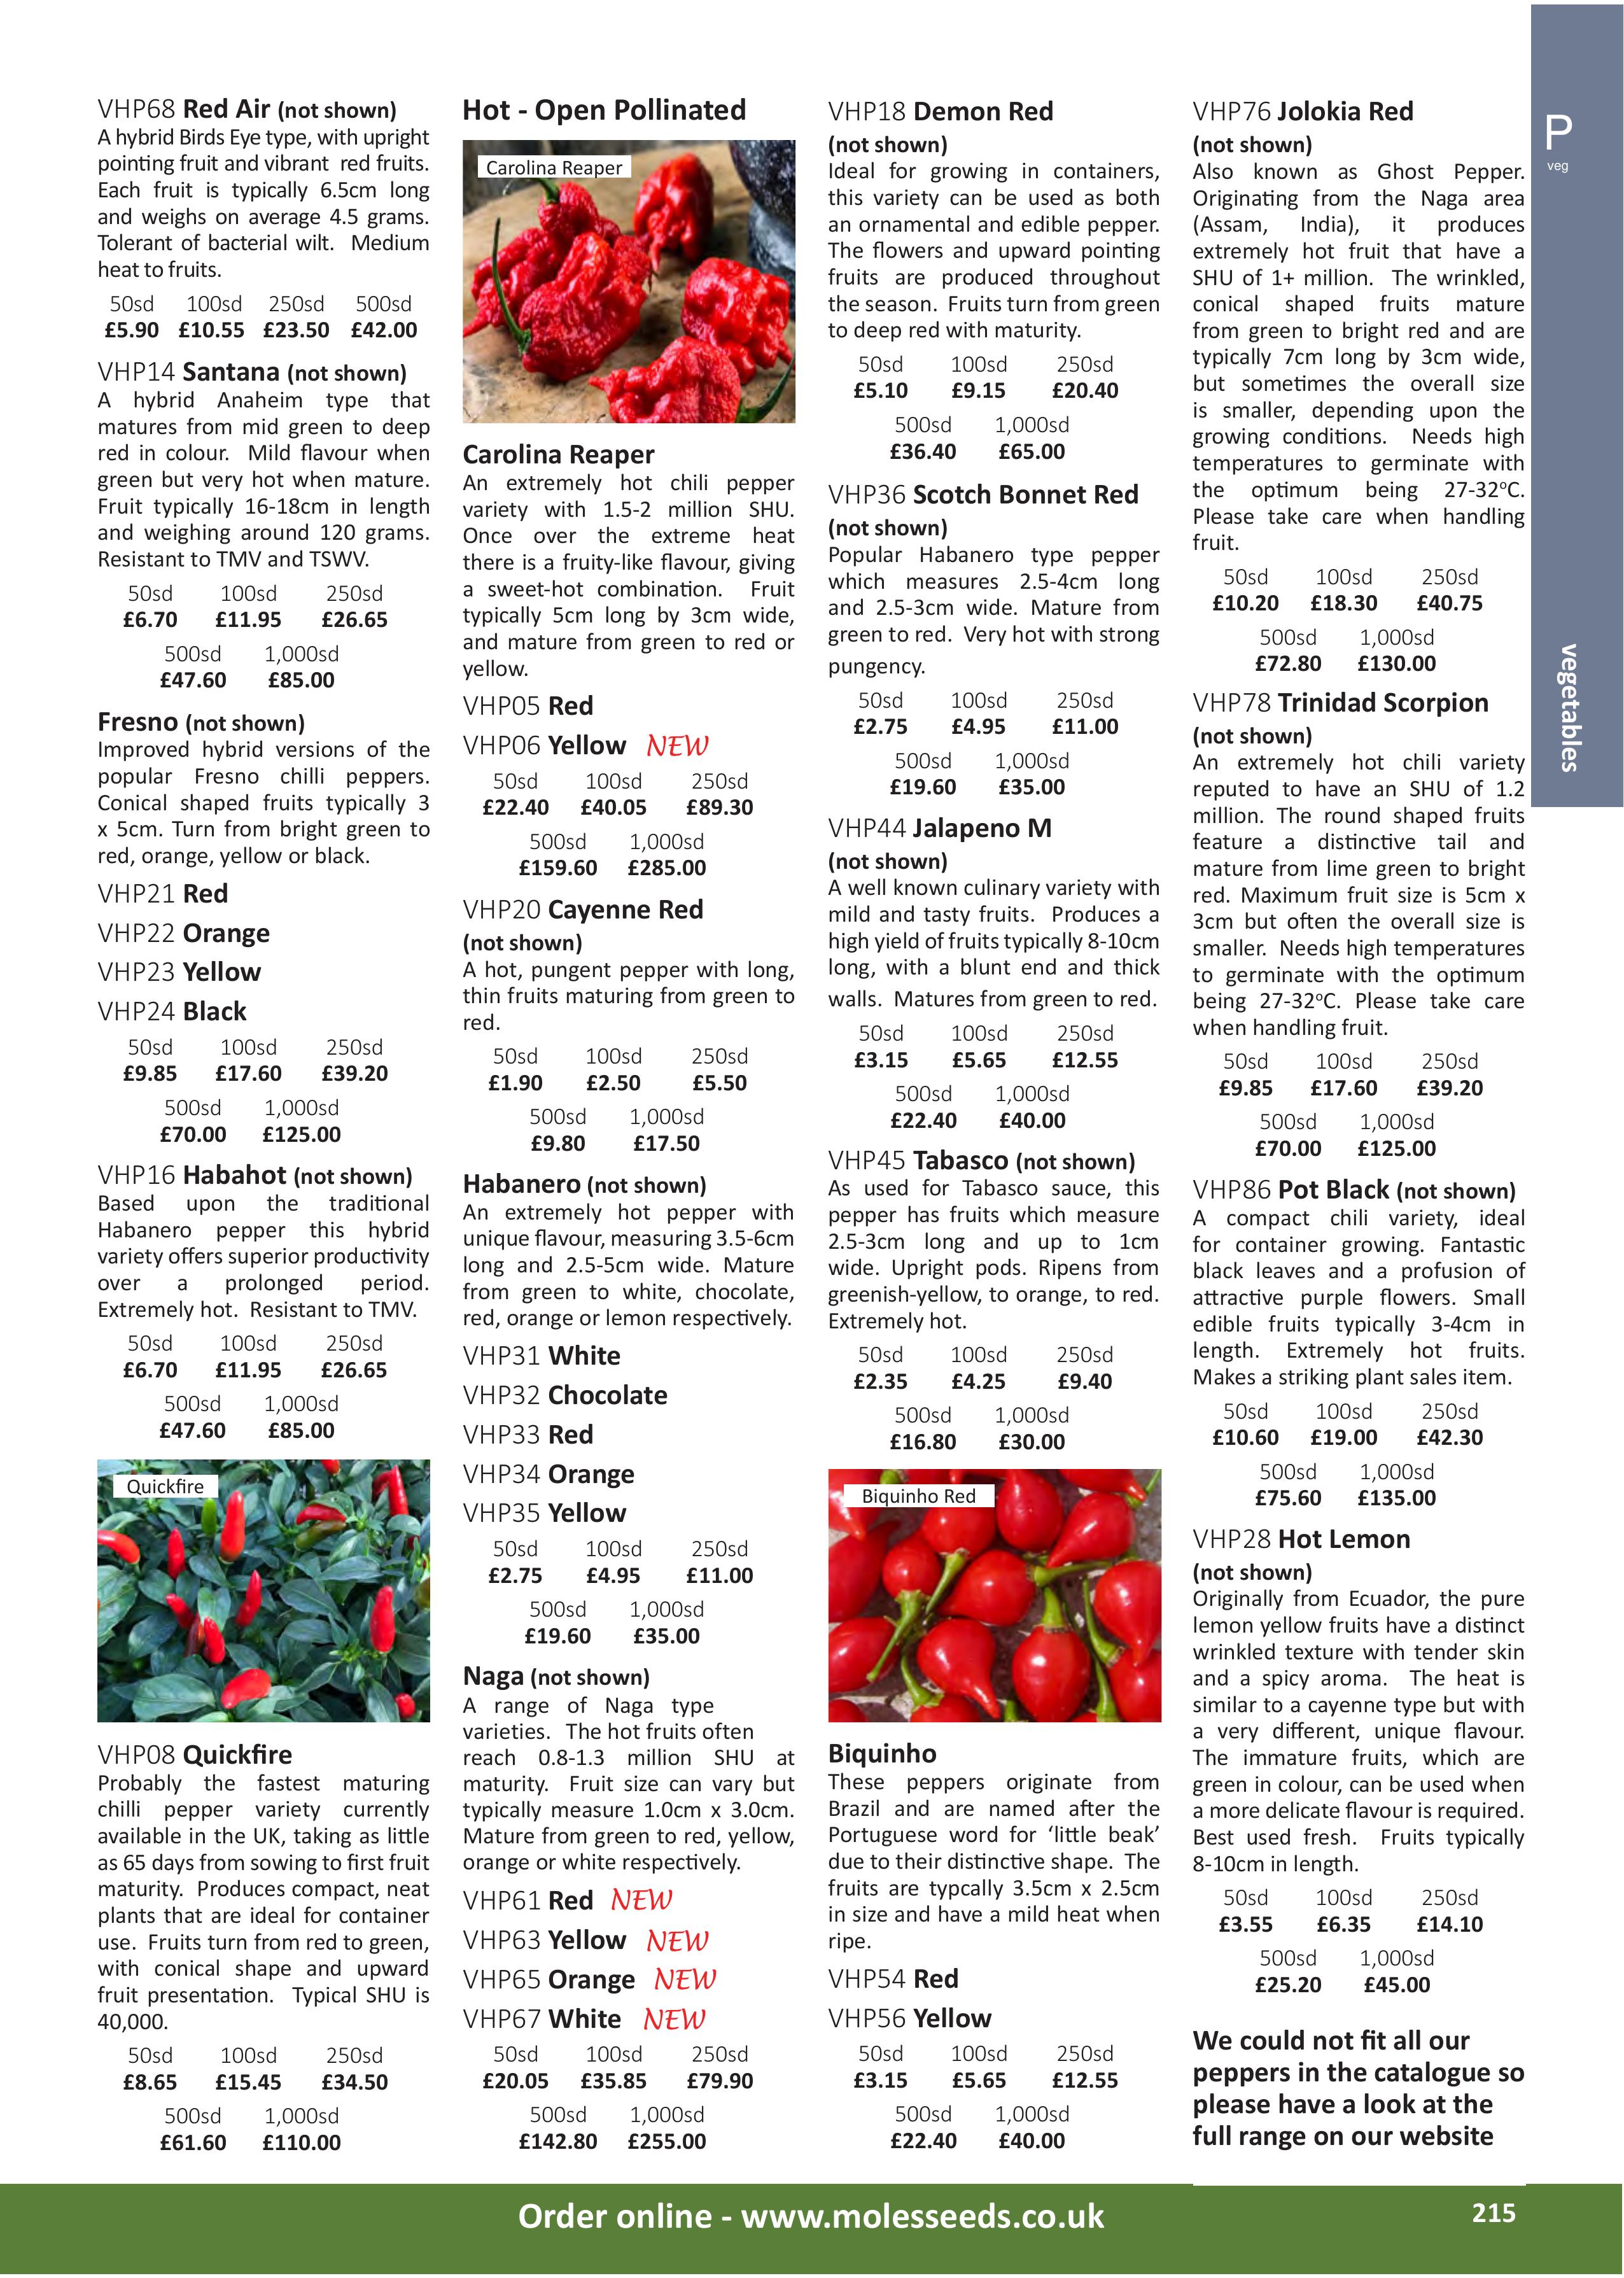 VHP68 Red Air (not shown)
A hybrid Birds Eye type, with upright
pointing fruit and vibrant red fruits.
Each fruit is typically 6.5cm long
and weighs on average 4.5 grams.
Tolerant of bacterial wilt. Medium
heat to fruits.
50sd 100sd 250sd 500sd
£5.90 £10.55 £23.50 £42.00
VHP14 Santana (not shown)
A hybrid Anaheim type that
matures from mid green to deep
red in colour. Mild flavour when
green but very hot when mature.
Fruit typically 16-18cm in length
and weighing around 120 grams.
Resistant to TMV and TSWV.
50sd 100sd 250sd
£6.70 £11.95 £26.65
500sd 1,000sd
£47.60 £85.00
Fresno (not shown)
Improved hybrid versions of the
popular Fresno chilli peppers.
Conical shaped fruits typically 3
x 5cm. Turn from bright green to
red, orange, yellow or black.
VHP21 Red
VHP22 Orange
VHP23 Yellow
VHP24 Black
50sd 100sd 250sd
£9.85 £17.60 £39.20
500sd 1,000sd
£70.00 £125.00
VHP16 Habahot (not shown)
Based upon the traditional
Habanero pepper this hybrid
variety offers superior productivity
over a prolonged period.
Extremely hot. Resistant to TMV.
50sd 100sd 250sd
£6.70 £11.95 £26.65
500sd 1,000sd
£47.60 £85.00
Quickfire
VHP08 Quickfire
Probably the fastest maturing
chilli pepper variety currently
available in the UK, taking as little
as 65 days from sowing to first fruit
maturity. Produces compact, neat
plants that are ideal for container
use. Fruits turn from red to green,
with conical shape and upward
fruit presentation. Typical SHU is
40,000.
50sd 100sd 250sd
£8.65 £15.45 £34.50
500sd 1,000sd
£61.60 £110.00
Hot - Open Pollinated
Carolina Reaper
Carolina Reaper
An extremely hot chili pepper
variety with 1.5-2 million SHU.
Once over the extreme heat
there is a fruity-like flavour, giving
a sweet-hot combination. Fruit
typically 5cm long by 3cm wide,
and mature from green to red or
yellow.
VHP05 Red
VHP06 Yellow NEW
50sd 100sd 250sd
£22.40 £40.05 £89.30
500sd 1,000sd
£159.60 £285.00
VHP20 Cayenne Red
(not shown)
A hot, pungent pepper with long,
thin fruits maturing from green to
red.
50sd 100sd 250sd
£1.90 £2.50 £5.50
500sd 1,000sd
£9.80 £17.50
Habanero (not shown)
An extremely hot pepper with
unique flavour, measuring 3.5-6cm
long and 2.5-5cm wide. Mature
from green to white, chocolate,
red, orange or lemon respectively.
VHP31 White
VHP32 Chocolate
VHP33 Red
VHP34 Orange
VHP35 Yellow
50sd 100sd 250sd
£2.75 £4.95 £11.00
500sd 1,000sd
£19.60 £35.00
Naga (not shown)
A range of Naga type
varieties. The hot fruits often
reach 0.8-1.3 million SHU at
maturity. Fruit size can vary but
typically measure 1.0cm x 3.0cm.
Mature from green to red, yellow,
orange or white respectively.
VHP61 Red NEW
VHP63 Yellow NEW
VHP65 Orange NEW
VHP67 White NEW
50sd 100sd 250sd
£20.05 £35.85 £79.90
500sd 1,000sd
£142.80 £255.00
VHP18 Demon Red
(not shown)
Ideal for growing in containers,
this variety can be used as both
an ornamental and edible pepper.
The flowers and upward pointing
fruits are produced throughout
the season. Fruits turn from green
to deep red with maturity.
50sd 100sd 250sd
£5.10 £9.15 £20.40
500sd 1,000sd
£36.40 £65.00
VHP36 Scotch Bonnet Red
(not shown)
Popular Habanero type pepper
which measures 2.5-4cm long
and 2.5-3cm wide. Mature from
green to red. Very hot with strong
pungency.
50sd 100sd 250sd
£2.75 £4.95 £11.00
500sd 1,000sd
£19.60 £35.00
VHP44 Jalapeno M
(not shown)
A well known culinary variety with
mild and tasty fruits. Produces a
high yield of fruits typically 8-10cm
long, with a blunt end and thick
walls. Matures from green to red.
50sd 100sd 250sd
£3.15 £5.65 £12.55
500sd 1,000sd
£22.40 £40.00
VHP45 Tabasco (not shown)
As used for Tabasco sauce, this
pepper has fruits which measure
2.5-3cm long and up to 1cm
wide. Upright pods. Ripens from
greenish-yellow, to orange, to red.
Extremely hot.
50sd 100sd 250sd
£2.35 £4.25 £9.40
500sd 1,000sd
£16.80 £30.00
Biquinho Red
Biquinho
These peppers originate from
Brazil and are named after the
Portuguese word for ‘little beak’
due to their distinctive shape. The
fruits are typcally 3.5cm x 2.5cm
in size and have a mild heat when
ripe.
VHP54 Red
VHP56 Yellow
50sd 100sd 250sd
£3.15 £5.65 £12.55
500sd 1,000sd
£22.40 £40.00
VHP76 Jolokia Red
(not shown)
Also known as Ghost Pepper.
Originating from the Naga area
(Assam, India), it produces
extremely hot fruit that have a
SHU of 1+ million. The wrinkled,
conical shaped fruits mature
from green to bright red and are
typically 7cm long by 3cm wide,
but sometimes the overall size
is smaller, depending upon the
growing conditions. Needs high
temperatures to germinate with
the optimum being 27-32ºC.
Please take care when handling
fruit.
50sd 100sd 250sd
£10.20 £18.30 £40.75
500sd 1,000sd
£72.80 £130.00
VHP78 Trinidad Scorpion
(not shown)
An extremely hot chili variety
reputed to have an SHU of 1.2
million. The round shaped fruits
feature a distinctive tail and
mature from lime green to bright
red. Maximum fruit size is 5cm x
3cm but often the overall size is
smaller. Needs high temperatures
to germinate with the optimum
being 27-32ºC. Please take care
when handling fruit.
50sd 100sd 250sd
£9.85 £17.60 £39.20
500sd 1,000sd
£70.00 £125.00
VHP86 Pot Black (not shown)
A compact chili variety, ideal
for container growing. Fantastic
black leaves and a profusion of
attractive purple flowers. Small
edible fruits typically 3-4cm in
length. Extremely hot fruits.
Makes a striking plant sales item.
50sd 100sd 250sd
£10.60 £19.00 £42.30
500sd 1,000sd
£75.60 £135.00
VHP28 Hot Lemon
(not shown)
Originally from Ecuador, the pure
lemon yellow fruits have a distinct
wrinkled texture with tender skin
and a spicy aroma. The heat is
similar to a cayenne type but with
a very different, unique flavour.
The immature fruits, which are
green in colour, can be used when
a more delicate flavour is required.
Best used fresh. Fruits typically
8-10cm in length.
50sd 100sd 250sd
£3.55 £6.35 £14.10
500sd 1,000sd
£25.20 £45.00
We could not fit all our
peppers in the catalogue so
please have a look at the
full range on our website
P
veg
vegetables
Order online - www.molesseeds.co.uk
215